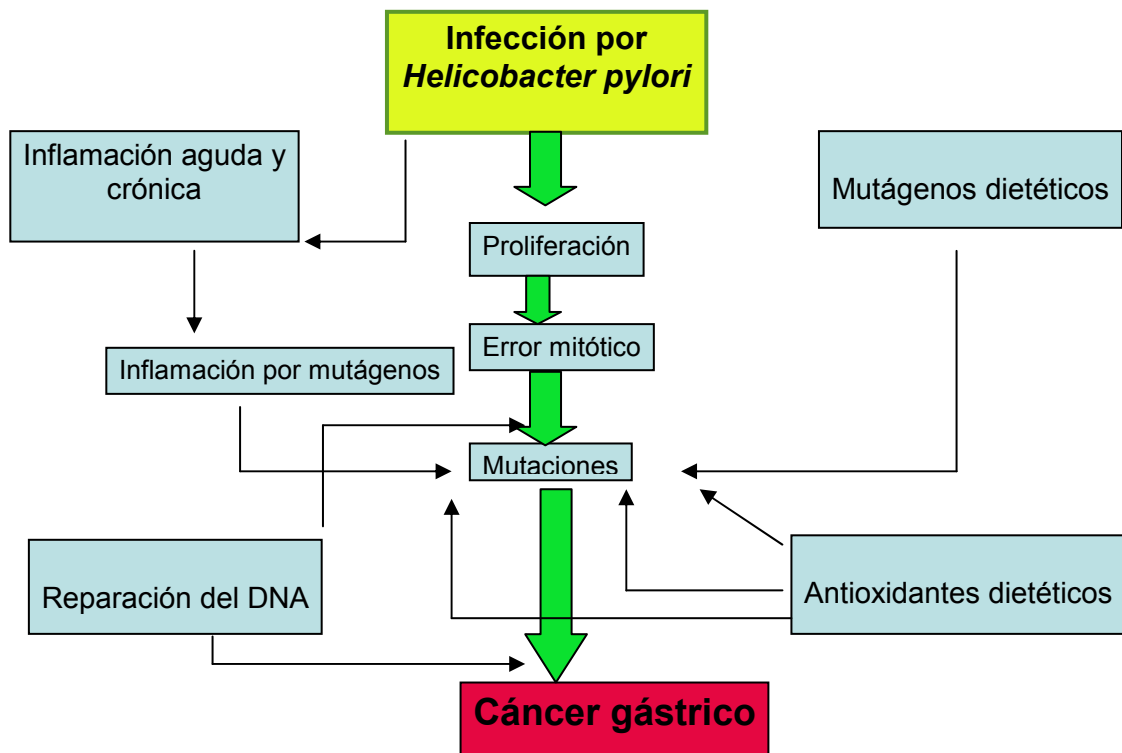 Infección por
Helicobacter pylori
Inflamación aguda y
crónica
Mutágenos dietéticos
Proliferación
Error mitótico
Inflamación por mutágenos
Mutaciones
Reparación del DNA
Antioxidantes dietéticos
Cáncer gástrico